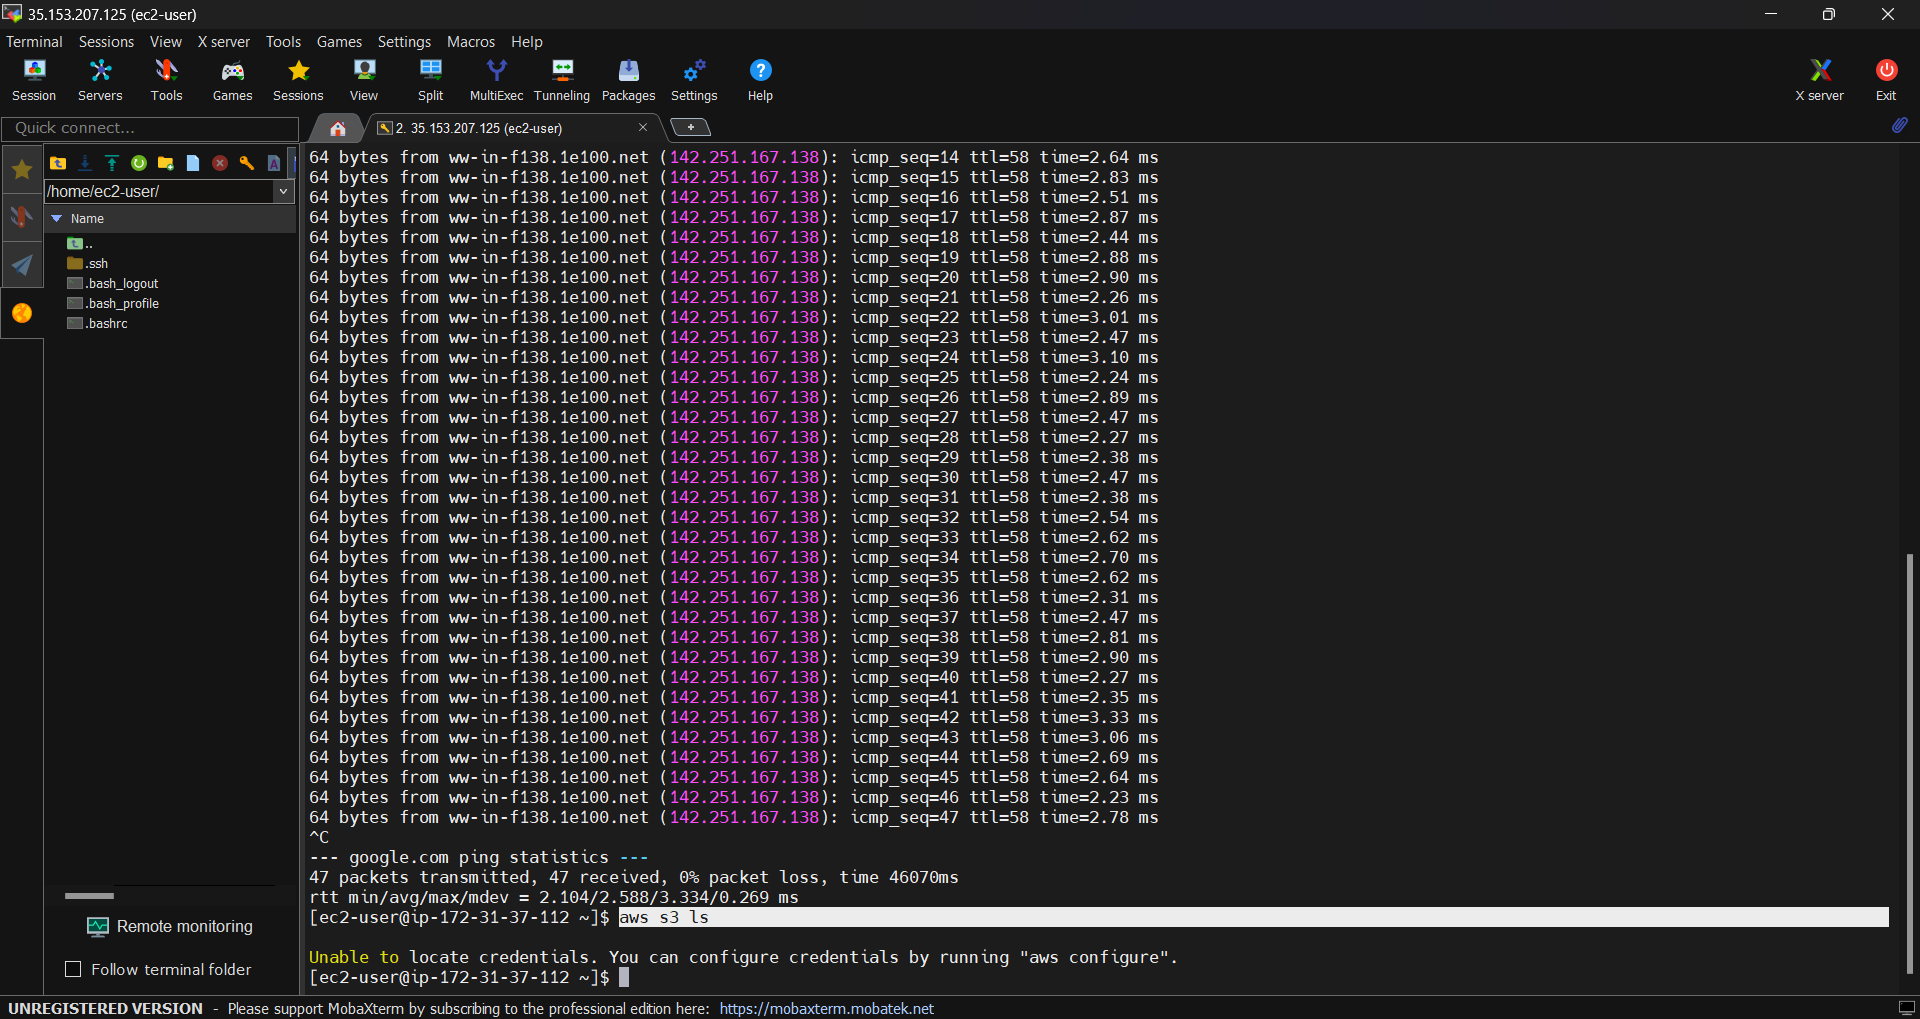 35.153.207.125 (ec2-user)
Terminal Sessions View X server Tools Games Settings Macros Help
Session Servers Tools Games Sessions View Split MultiExec Tunneling Packages Settings Help X server Exit
Quick connect...
2. 35.153.207.125 (ec2-user)
/home/ec2-user/
Name
..
.ssh
.bash_logout
.bash_profile
.bashrc
64 bytes from ww-in-f138.1e100.net (142.251.167.138): icmp_seq=14 ttl=58 time=2.64 ms
64 bytes from ww-in-f138.1e100.net (142.251.167.138): icmp_seq=15 ttl=58 time=2.83 ms
64 bytes from ww-in-f138.1e100.net (142.251.167.138): icmp_seq=16 ttl=58 time=2.51 ms
64 bytes from ww-in-f138.1e100.net (142.251.167.138): icmp_seq=17 ttl=58 time=2.87 ms
64 bytes from ww-in-f138.1e100.net (142.251.167.138): icmp_seq=18 ttl=58 time=2.44 ms
64 bytes from ww-in-f138.1e100.net (142.251.167.138): icmp_seq=19 ttl=58 time=2.88 ms
64 bytes from ww-in-f138.1e100.net (142.251.167.138): icmp_seq=20 ttl=58 time=2.90 ms
64 bytes from ww-in-f138.1e100.net (142.251.167.138): icmp_seq=21 ttl=58 time=2.26 ms
64 bytes from ww-in-f138.1e100.net (142.251.167.138): icmp_seq=22 ttl=58 time=3.01 ms
64 bytes from ww-in-f138.1e100.net (142.251.167.138): icmp_seq=23 ttl=58 time=2.47 ms
64 bytes from ww-in-f138.1e100.net (142.251.167.138): icmp_seq=24 ttl=58 time=3.10 ms
64 bytes from ww-in-f138.1e100.net (142.251.167.138): icmp_seq=25 ttl=58 time=2.24 ms
64 bytes from ww-in-f138.1e100.net (142.251.167.138): icmp_seq=26 ttl=58 time=2.89 ms
64 bytes from ww-in-f138.1e100.net (142.251.167.138): icmp_seq=27 ttl=58 time=2.47 ms
64 bytes from ww-in-f138.1e100.net (142.251.167.138): icmp_seq=28 ttl=58 time=2.27 ms
64 bytes from ww-in-f138.1e100.net (142.251.167.138): icmp_seq=29 ttl=58 time=2.38 ms
64 bytes from ww-in-f138.1e100.net (142.251.167.138): icmp_seq=30 ttl=58 time=2.47 ms
64 bytes from ww-in-f138.1e100.net (142.251.167.138): icmp_seq=31 ttl=58 time=2.38 ms
64 bytes from ww-in-f138.1e100.net (142.251.167.138): icmp_seq=32 ttl=58 time=2.54 ms
64 bytes from ww-in-f138.1e100.net (142.251.167.138): icmp_seq=33 ttl=58 time=2.62 ms
64 bytes from ww-in-f138.1e100.net (142.251.167.138): icmp_seq=34 ttl=58 time=2.70 ms
64 bytes from ww-in-f138.1e100.net (142.251.167.138): icmp_seq=35 ttl=58 time=2.62 ms
64 bytes from ww-in-f138.1e100.net (142.251.167.138): icmp_seq=36 ttl=58 time=2.31 ms
64 bytes from ww-in-f138.1e100.net (142.251.167.138): icmp_seq=37 ttl=58 time=2.47 ms
64 bytes from ww-in-f138.1e100.net (142.251.167.138): icmp_seq=38 ttl=58 time=2.81 ms
64 bytes from ww-in-f138.1e100.net (142.251.167.138): icmp_seq=39 ttl=58 time=2.90 ms
64 bytes from ww-in-f138.1e100.net (142.251.167.138): icmp_seq=40 ttl=58 time=2.27 ms
64 bytes from ww-in-f138.1e100.net (142.251.167.138): icmp_seq=41 ttl=58 time=2.35 ms
64 bytes from ww-in-f138.1e100.net (142.251.167.138): icmp_seq=42 ttl=58 time=3.33 ms
64 bytes from ww-in-f138.1e100.net (142.251.167.138): icmp_seq=43 ttl=58 time=3.06 ms
64 bytes from ww-in-f138.1e100.net (142.251.167.138): icmp_seq=44 ttl=58 time=2.69 ms
64 bytes from ww-in-f138.1e100.net (142.251.167.138): icmp_seq=45 ttl=58 time=2.64 ms
64 bytes from ww-in-f138.1e100.net (142.251.167.138): icmp_seq=46 ttl=58 time=2.23 ms
64 bytes from ww-in-f138.1e100.net (142.251.167.138): icmp_seq=47 ttl=58 time=2.78 ms
^C
--- google.com ping statistics ---
47 packets transmitted, 47 received, 0% packet loss, time 46070ms
rtt min/avg/max/mdev = 2.104/2.588/3.334/0.269 ms
[ec2-user@ip-172-31-37-112 ~]$ aws s3 ls
Unable to locate credentials. You can configure credentials by running "aws configure".
[ec2-user@ip-172-31-37-112 ~]$
Remote monitoring
Follow terminal folder
UNREGISTERED VERSION - Please support MobaXterm by subscribing to the professional edition here: https://mobaxterm.mobatek.net